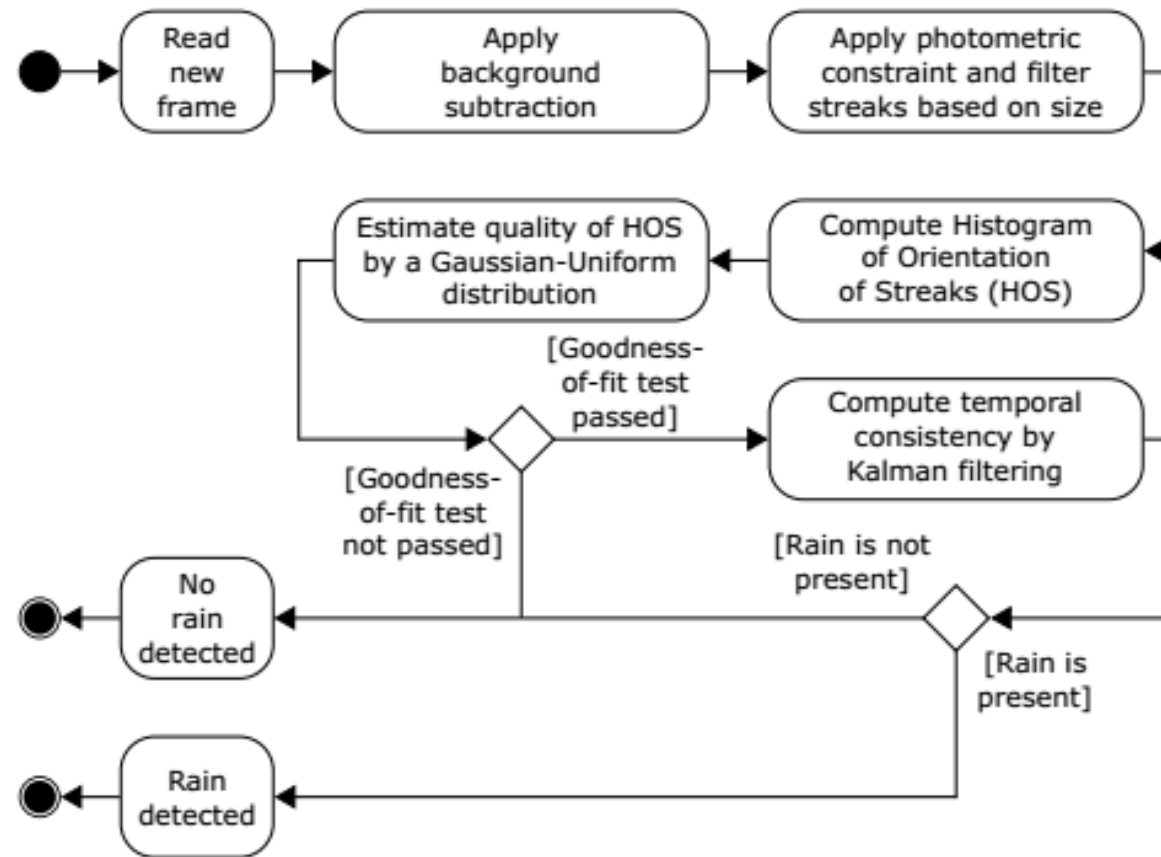 Read
new
frame
Apply
background
subtraction
Apply photometric
constraint and filter
streaks based on size
Estimate quality of HOS
by a Gaussian-Uniform
distribution
Compute Histogram
of Orientation
of Streaks (HOS)
[Goodness-
of-fit test
passed]
Compute temporal
consistency by
Kalman filtering
[Goodness-
of-fit test
not passed]
[Rain is not
present]
No
rain
detected
[Rain is
present]
Rain
detected